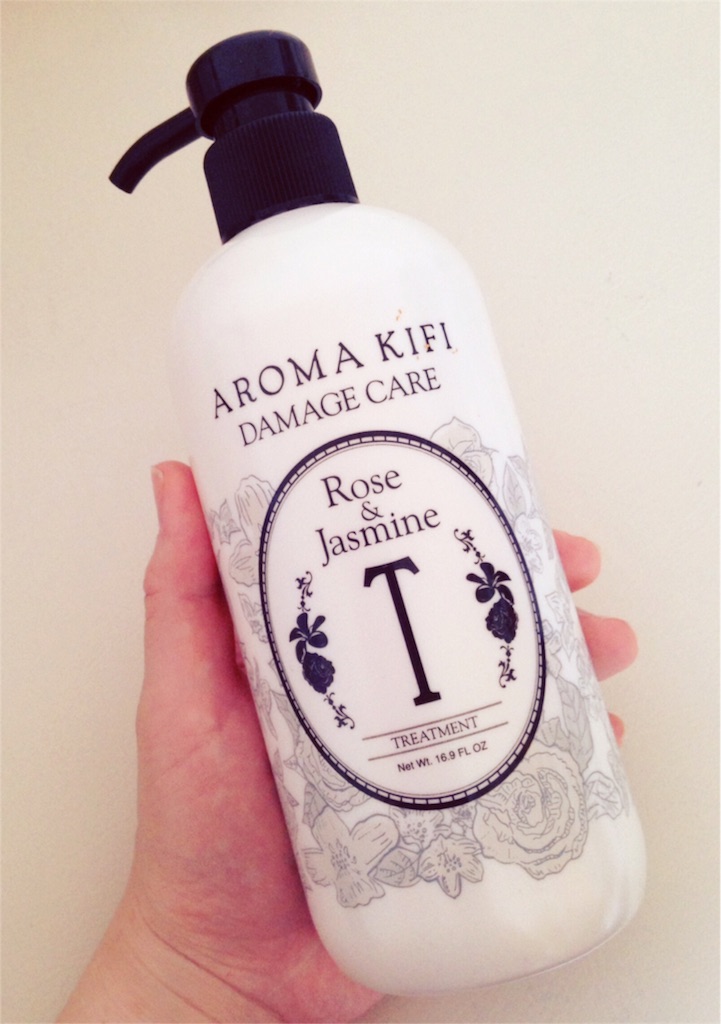 AROMA KIFI
DAMAGE CARE
Rose
&
Jasmine
T
TREATMENT
Net Wt. 16.9 FL OZ